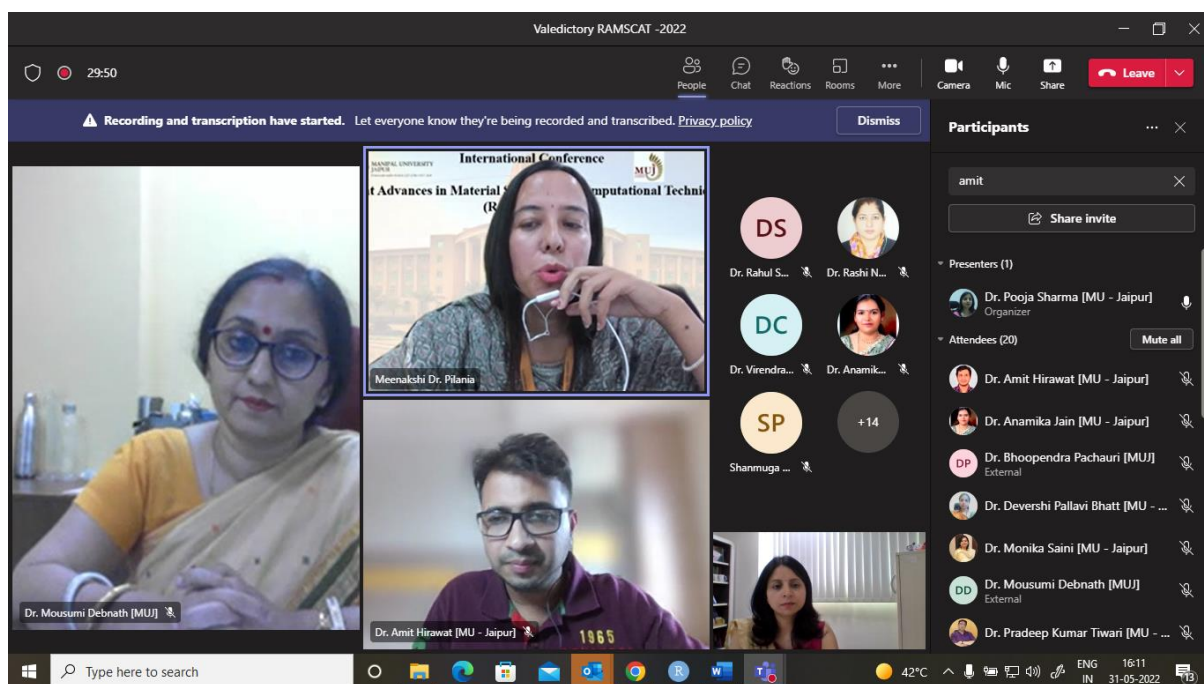 Valedictory RAMSCAT -2022
29:50
People
Chat
Reactions
Rooms
More
Camera
Mic
Share
Leave
Recording and transcription have started. Let everyone know they're being recorded and transcribed. Privacy policy
Dismiss
MANIPAL UNIVERSITY
JAIPUR
International Conference
MUJ
t Advances in Material
mputational Techni
(R
Meenakshi Dr. Pilania
Dr. Mousumi Debnath [MUJ]
1965
Dr. Amit Hirawat [MU - Jaipur]
DS
Dr. Rahul S...
Dr. Rashi N...
DC
Dr. Virendra...
Dr. Anamik...
SP
+14
Shanmuga ...
Participants
amit
Share invite
Presenters (1)
Dr. Pooja Sharma [MU - Jaipur]
Organizer
Attendees (20)
Mute all
Dr. Amit Hirawat [MU - Jaipur]
Dr. Anamika Jain [MU - Jaipur]
DP
Dr. Bhoopendra Pachauri [MUJ]
External
Dr. Devershi Pallavi Bhatt [MU - ...
Dr. Monika Saini [MU - Jaipur]
DD
Dr. Mousumi Debnath [MUJ]
External
Dr. Pradeep Kumar Tiwari [MU - ...
Type here to search
42°C
ENG
IN
16:11
31-05-2022
13